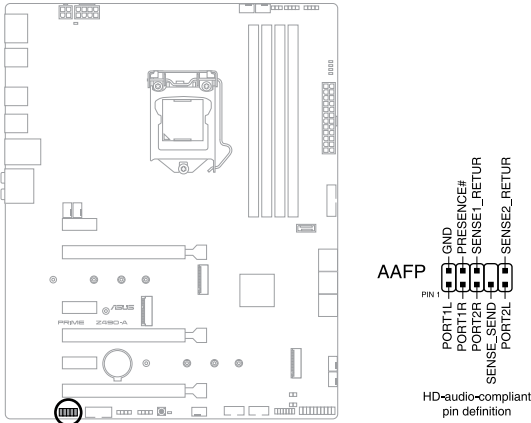 /SUS
PRIME Z490-A
AAFP
PIN 1
GND
PRESENCE#
SENSE1_RETUR
SENSE2_RETUR
PORT1L
PORT1R
PORT2R
SENSE_SEND
PORT2L
HD-audio-compliant
pin definition